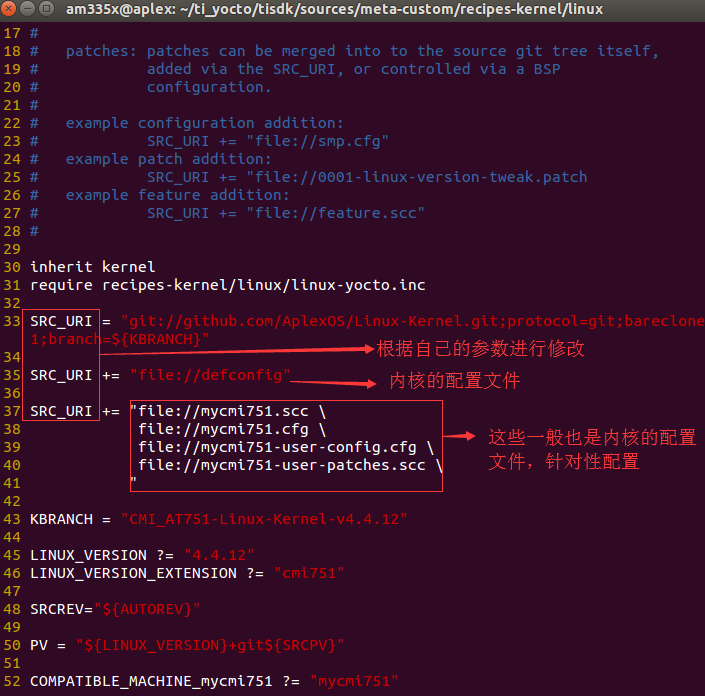 am335x@aplex: ~/ti_yocto/tisdk/sources/meta-custom/recipes-kernel/linux
17 #
18 #   patches: patches can be merged into to the source git tree itself,
19 #            added via the SRC_URI, or controlled via a BSP
20 #            configuration.
21 #
22 #   example configuration addition:
23 #            SRC_URI += "file://smp.cfg"
24 #   example patch addition:
25 #            SRC_URI += "file://0001-linux-version-tweak.patch
26 #   example feature addition:
27 #            SRC_URI += "file://feature.scc"
28 #
29
30 inherit kernel
31 require recipes-kernel/linux/linux-yocto.inc
32
33 SRC_URI = "git://github.com/AplexOS/Linux-Kernel.git;protocol=git;bareclone
1;branch=${KBRANCH}"
根据自己的参数进行修改
34
35 SRC_URI += "file://defconfig"
内核的配置文件
36
37 SRC_URI += "file://mycmi751.scc \
38             file://mycmi751.cfg \
39             file://mycmi751-user-config.cfg \
40             file://mycmi751-user-patches.scc \
41            "
这些一般也是内核的配置
文件，针对性配置
42
43 KBRANCH = "CMI_AT751-Linux-Kernel-v4.4.12"
44
45 LINUX_VERSION ?= "4.4.12"
46 LINUX_VERSION_EXTENSION ?= "cmi751"
47
48 SRCREV="${AUTOREV}"
49
50 PV = "${LINUX_VERSION}+git${SRCPV}"
51
52 COMPATIBLE_MACHINE_mycmi751 ?= "mycmi751"